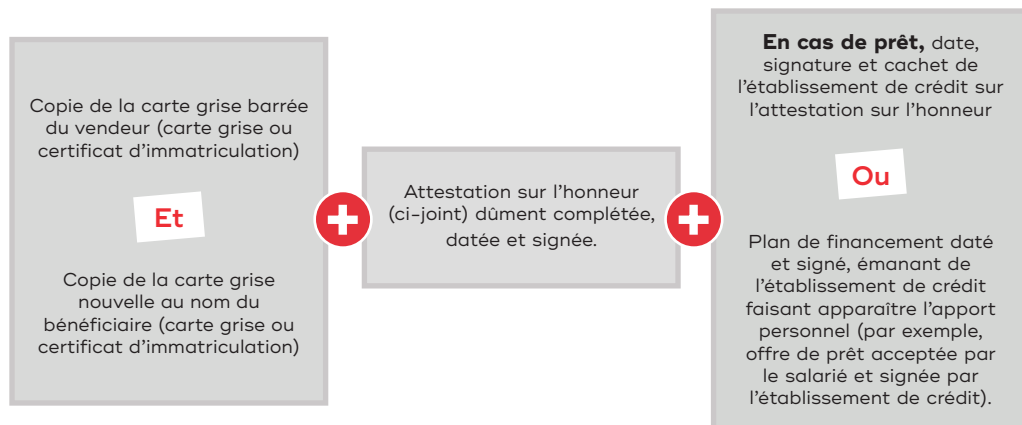 Copie de la carte grise barrée
du vendeur (carte grise ou
certificat d’immatriculation)
Et
Copie de la carte grise
nouvelle au nom du
bénéficiaire (carte grise ou
certificat d’immatriculation)
Attestation sur l’honneur
(ci-joint) dûment complétée,
datée et signée.
En cas de prêt, date,
signature et cachet de
l’établissement de crédit sur
l’attestation sur l’honneur
Ou
Plan de financement daté
et signé, émanant de
l’établissement de crédit
faisant apparaître l’apport
personnel (par exemple,
offre de prêt acceptée par
le salarié et signée par
l’établissement de crédit).